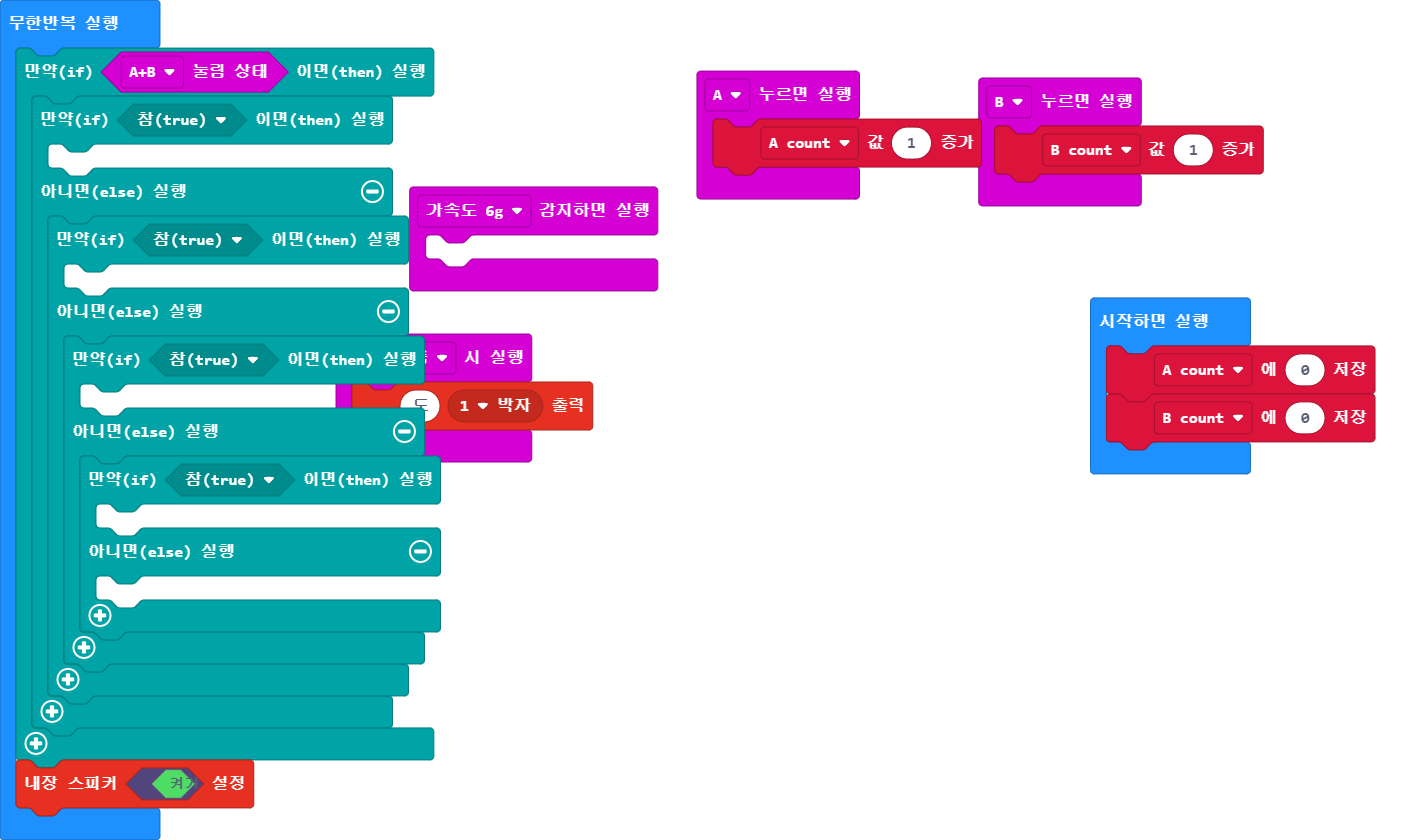 무한반복 실행
만약(if) A+B 눌림 상태 이면(then) 실행
만약(if) 참(true) 이면(then) 실행
아니면(else) 실행
만약(if) 참(true) 이면(then) 실행
아니면(else) 실행
만약(if) 참(true) 이면(then) 실행
아니면(else) 실행
만약(if) 참(true) 이면(then) 실행
아니면(else) 실행
내장 스피커 설정
가속도 6g 감지하면 실행
시 실행
도 1 박자 출력
A 누르면 실행
A count 값 1 증가
B 누르면 실행
B count 값 1 증가
시작하면 실행
A count 에 0 저장
B count 에 0 저장